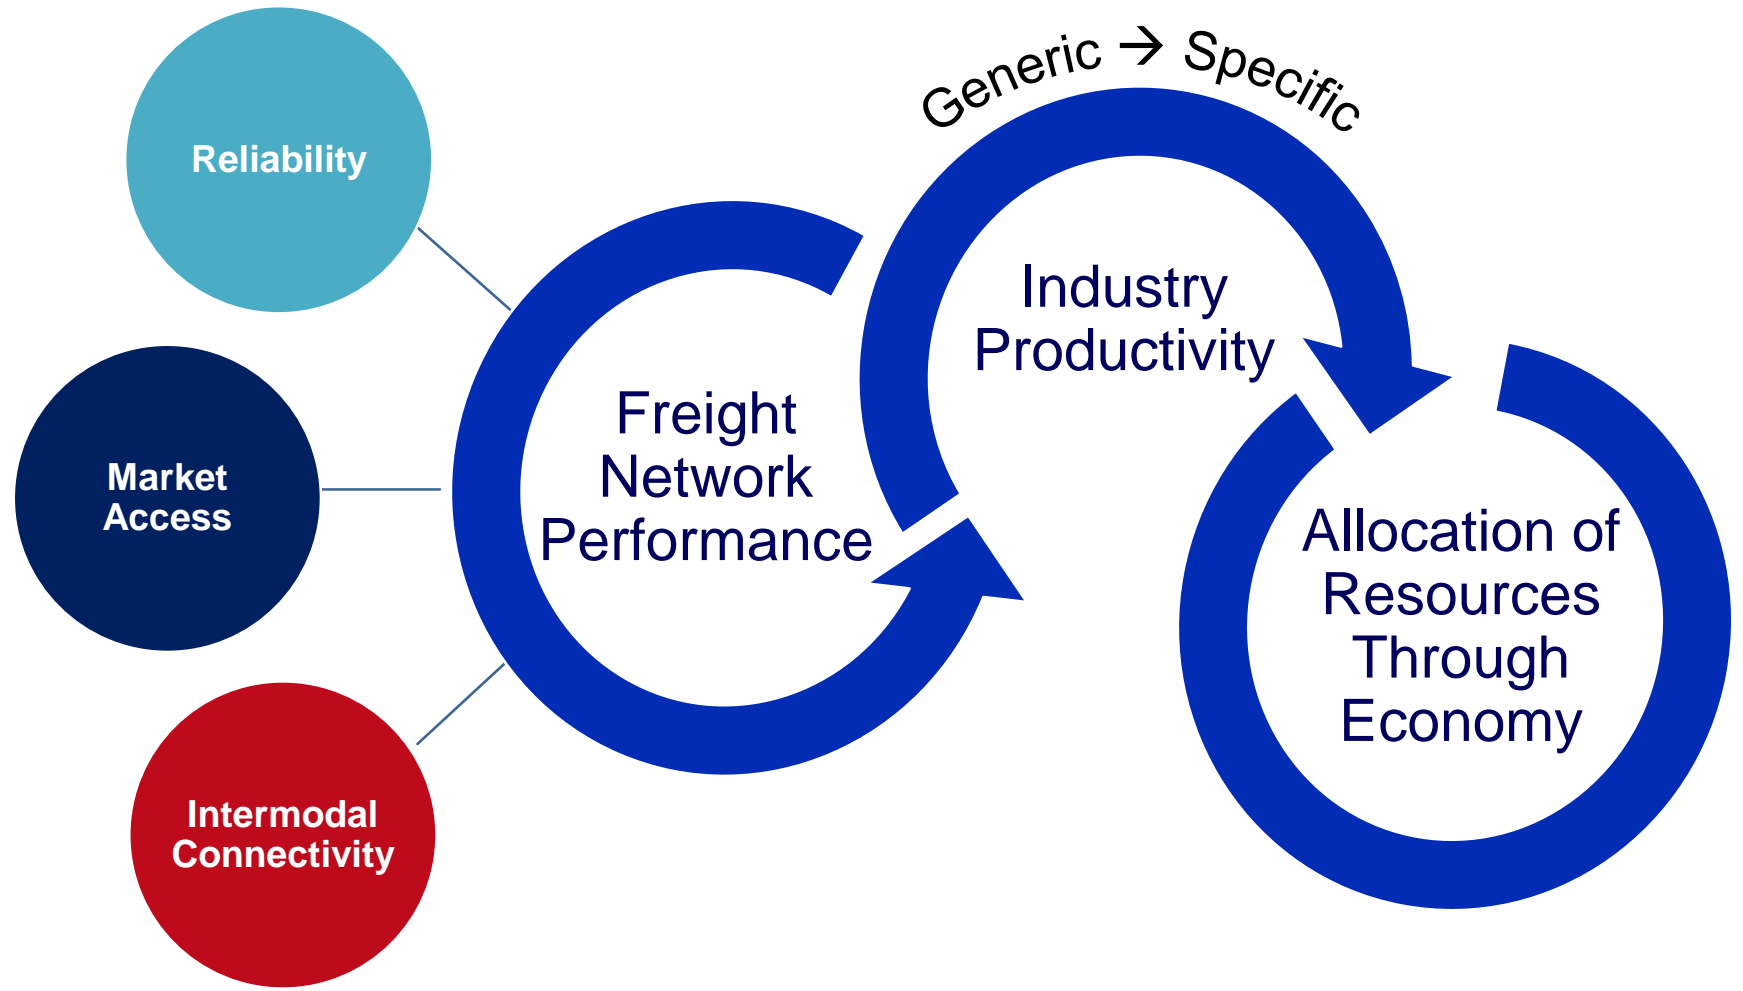 Generic → Specific
Reliability
Market
Access
Intermodal
Connectivity
Freight
Network
Performance
Industry
Productivity
Allocation of
Resources
Through
Economy